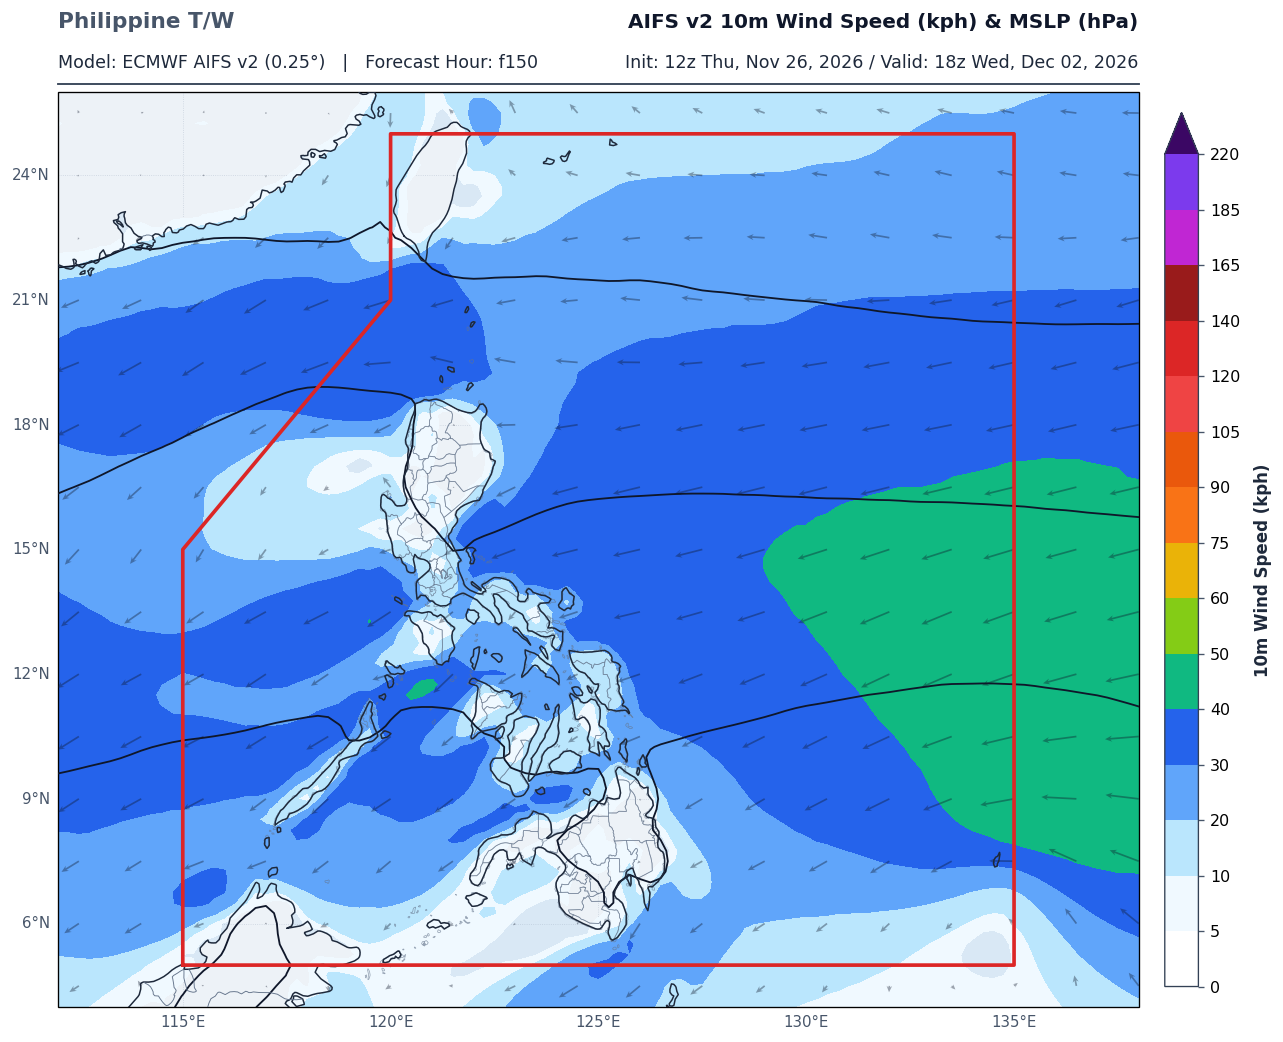 Philippine T/W
AIFS v2 10m Wind Speed (kph) & MSLP (hPa)
Model: ECMWF AIFS v2 (0.25°) | Forecast Hour: f150
Init: 12z Thu, Nov 26, 2026 / Valid: 18z Wed, Dec 02, 2026
24°N
21°N
18°N
15°N
12°N
9°N
6°N
115°E
120°E
125°E
130°E
135°E
220
185
165
140
120
105
90
75
60
50
40
30
20
10
5
0
10m Wind Speed (kph)